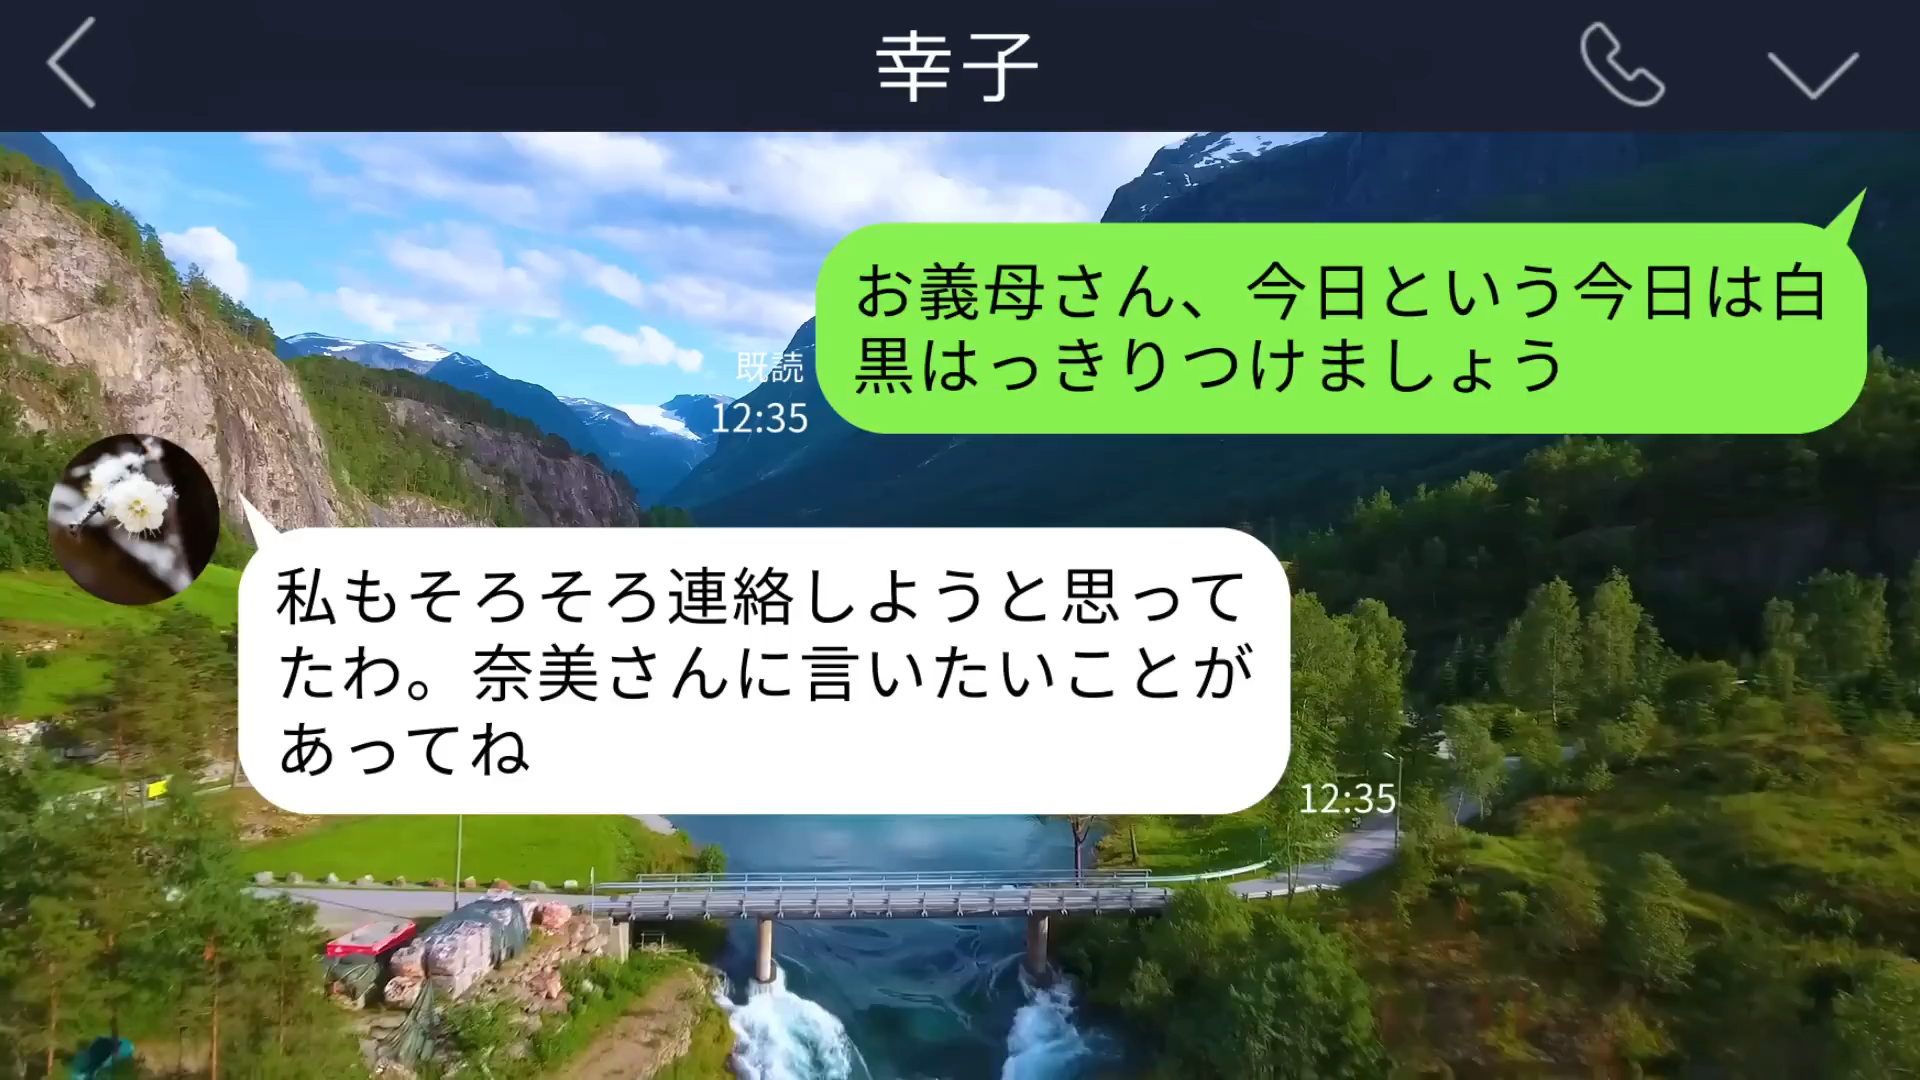 幸子
お義母さん、今日という今日は白
黒はっきりつけましょう
既読
12:35
私もそろそろ連絡しようと思って
たわ。奈美さんに言いたいことが
あってね
12:35